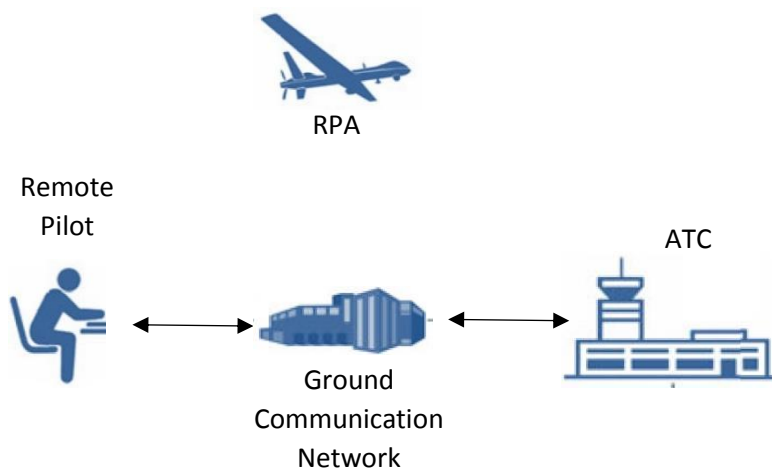 RPA
Remote
Pilot
ATC
Ground
Communication
Network